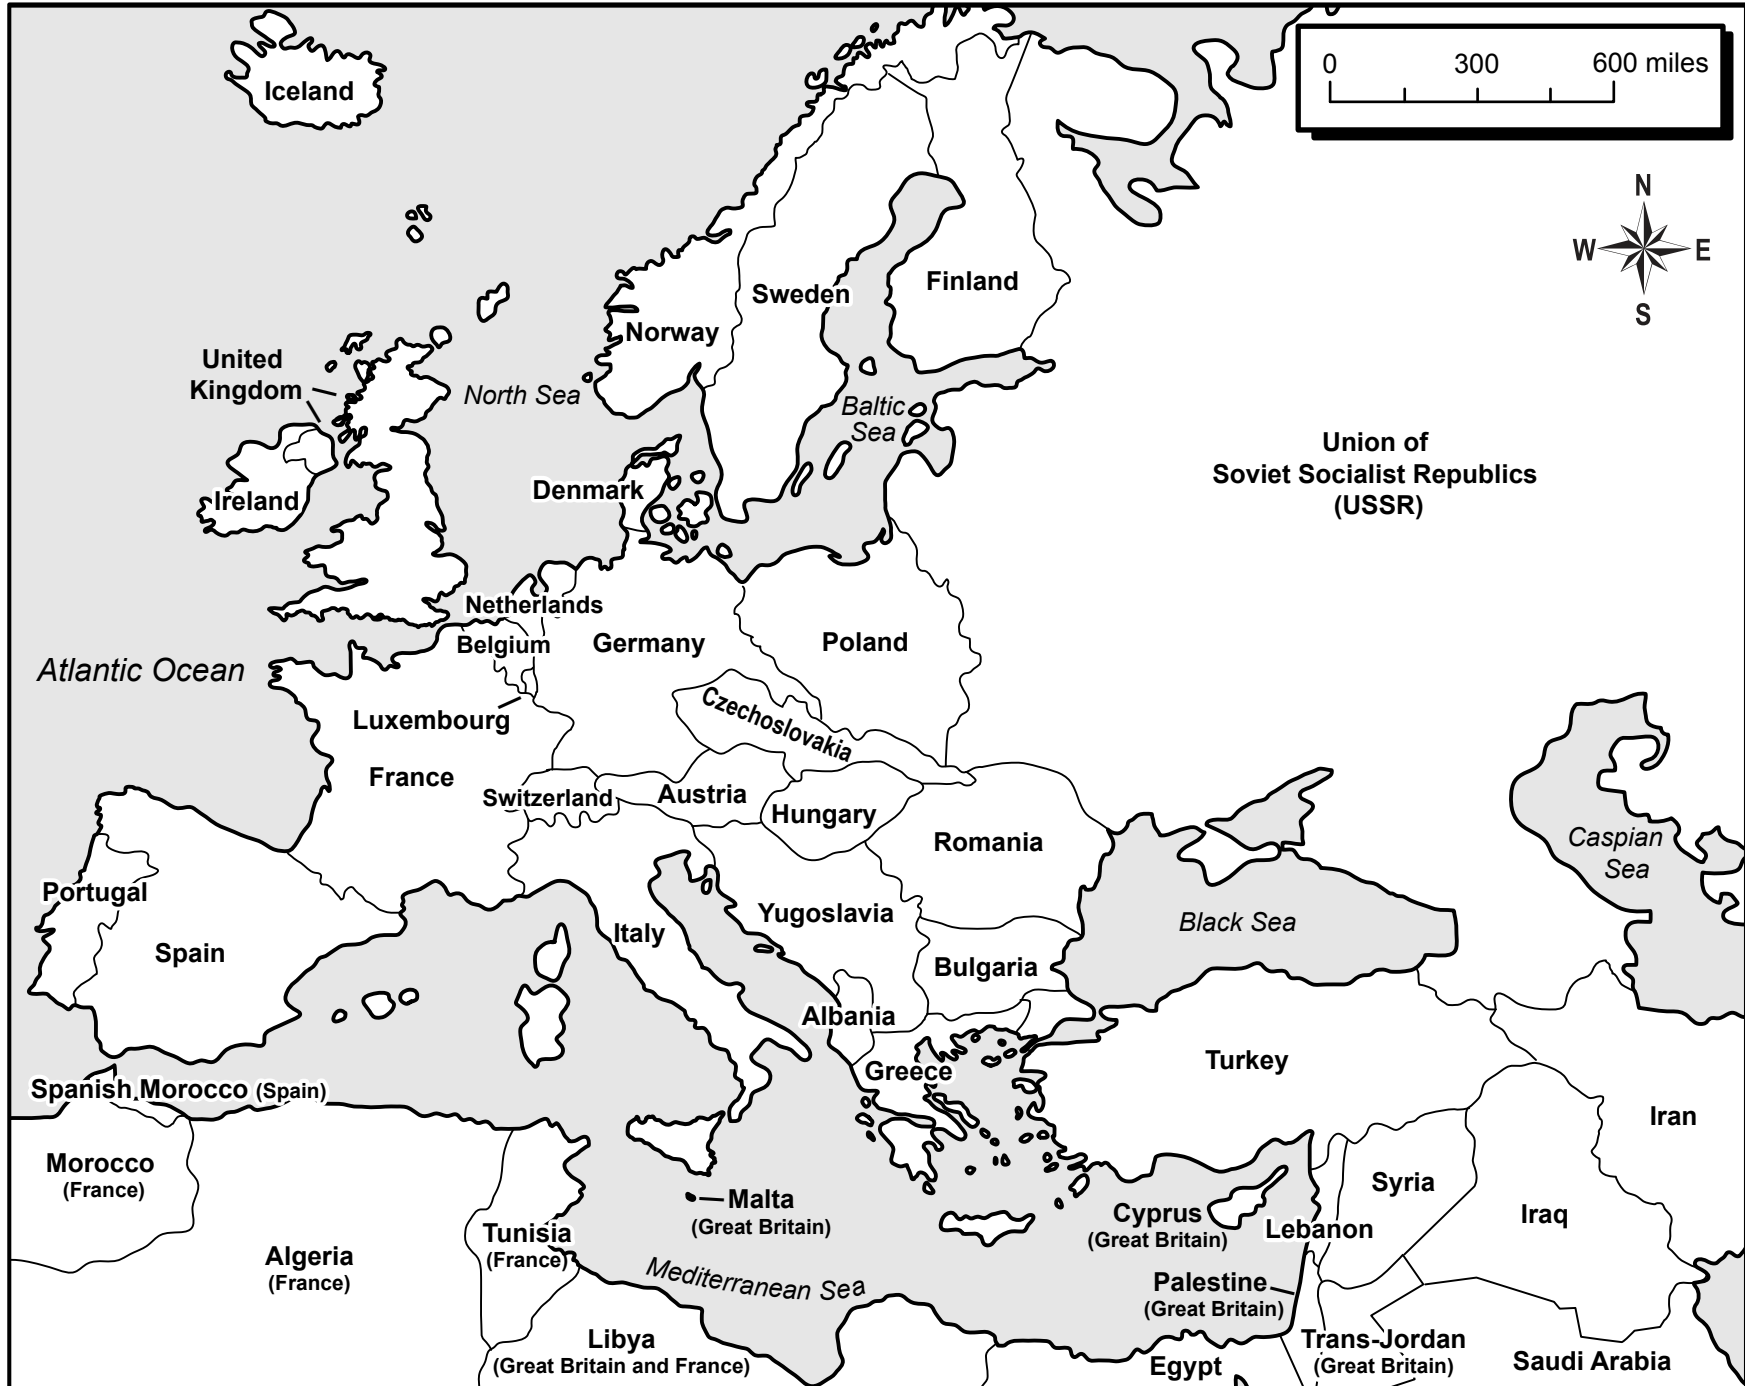 Iceland
0 300 600 miles
N
W E
S
Finland
Sweden
Norway
United
Kingdom
North Sea
Baltic
Sea
Union of
Soviet Socialist Republics
(USSR)
Ireland
Denmark
Netherlands
Belgium
Germany
Poland
Atlantic Ocean
Luxembourg
Czechoslovakia
France
Switzerland
Austria
Hungary
Romania
Caspian
Sea
Portugal
Spain
Italy
Yugoslavia
Black Sea
Bulgaria
Albania
Greece
Turkey
Spanish Morocco (Spain)
Iran
Morocco
(France)
Syria
Malta
(Great Britain)
Cyprus
(Great Britain)
Lebanon
Iraq
Tunisia
(France)
Algeria
(France)
Mediterranean Sea
Palestine
(Great Britain)
Libya
(Great Britain and France)
Egypt
Trans-Jordan
(Great Britain)
Saudi Arabia